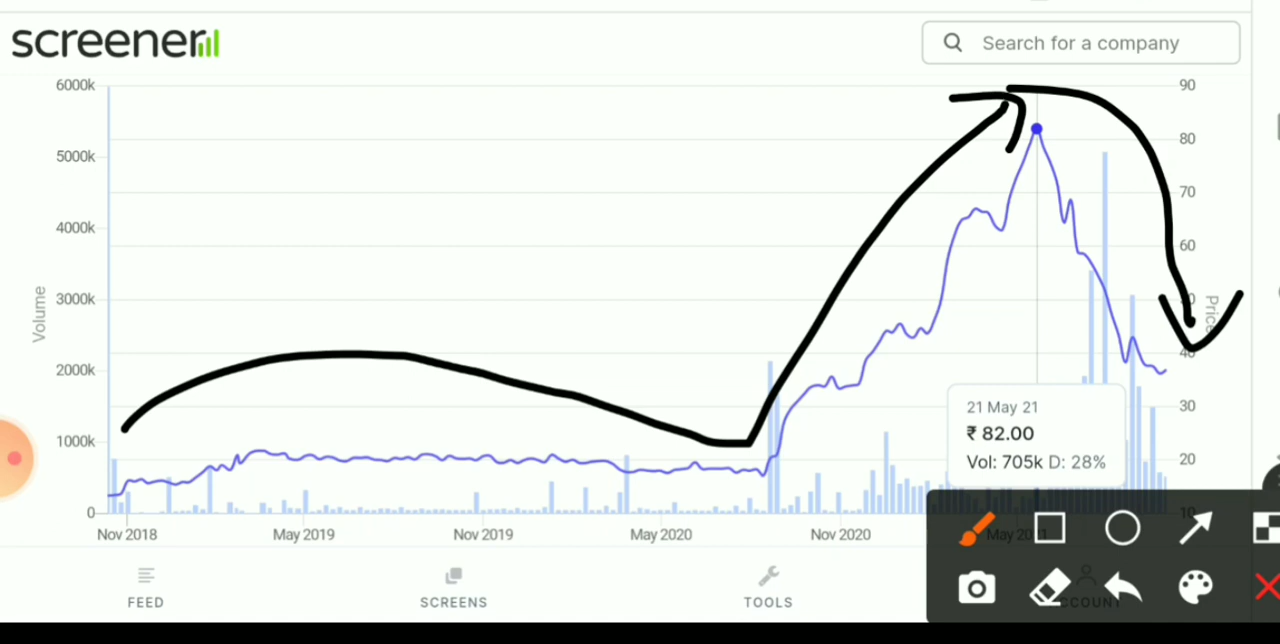 screener
Search for a company
6000k
90
5000k
80
4000k
70
3000k
60
2000k
40
1000k
30
0
20
10
Volume
Price
21 May 21
₹ 82.00
Vol: 705k D: 28%
Nov 2018
May 2019
Nov 2019
May 2020
Nov 2020
FEED
SCREENS
TOOLS